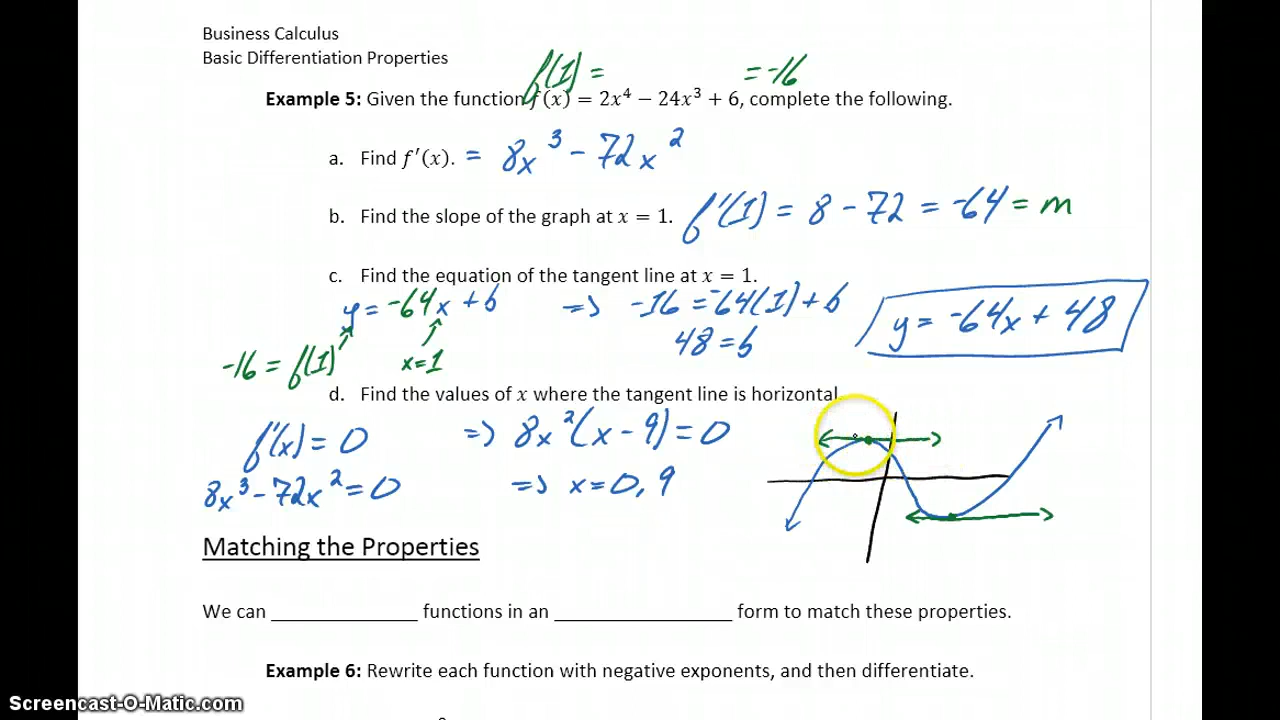 Business Calculus
Basic Differentiation Properties
f(1) = = -16
Example 5: Given the function f(x) = 2x⁴ − 24x³ + 6, complete the following.
a. Find f′(x). = 8x³ - 72x²
b. Find the slope of the graph at x = 1. f'(1) = 8 - 72 = -64 = m
c. Find the equation of the tangent line at x = 1.
y = -64x + b => -16 = -64(1) + b y = -64x + 48
48 = b
-16 = f(1) x=1
d. Find the values of x where the tangent line is horizontal
f'(x) = 0 => 8x²(x - 9) = 0
8x³ - 72x² = 0 => x = 0, 9
Matching the Properties
We can ______________ functions in an _________________ form to match these properties.
Example 6: Rewrite each function with negative exponents, and then differentiate.
Screencast-O-Matic.com